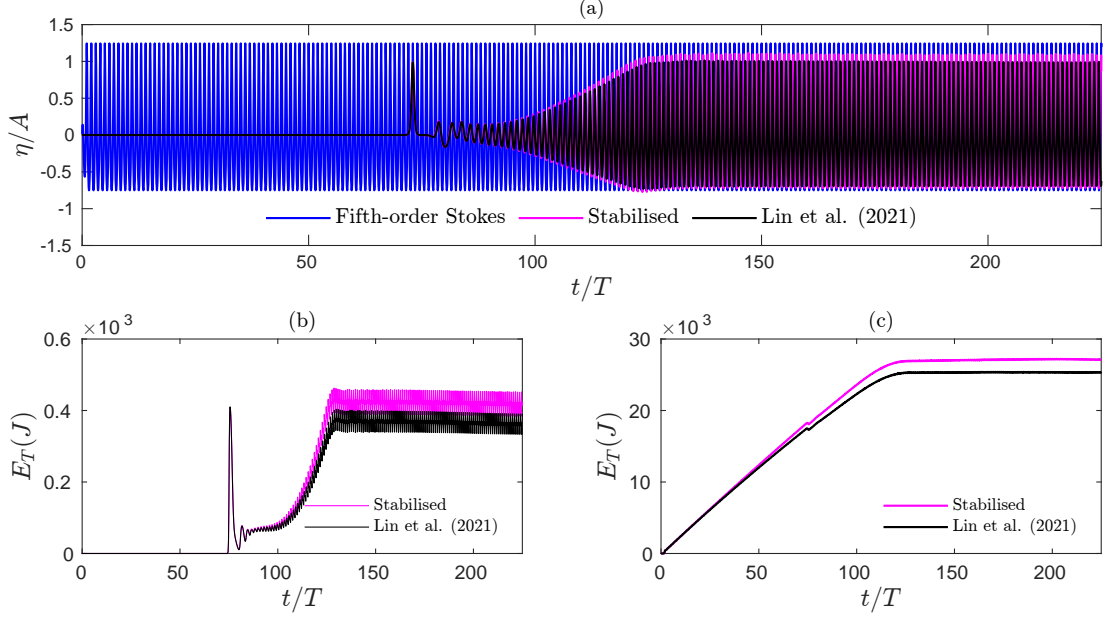 (a)
1.5
1
0.5
0
-0.5
-1
-1.5
η/A
Fifth-order Stokes Stabilised Lin et al. (2021)
0 50 100 150 200
t/T
(b)
×10³
0.6
0.4
0.2
0
E_T(J)
Stabilised
Lin et al. (2021)
0 50 100 150 200
t/T
(c)
×10³
30
20
10
0
E_T(J)
Stabilised
Lin et al. (2021)
0 50 100 150 200
t/T